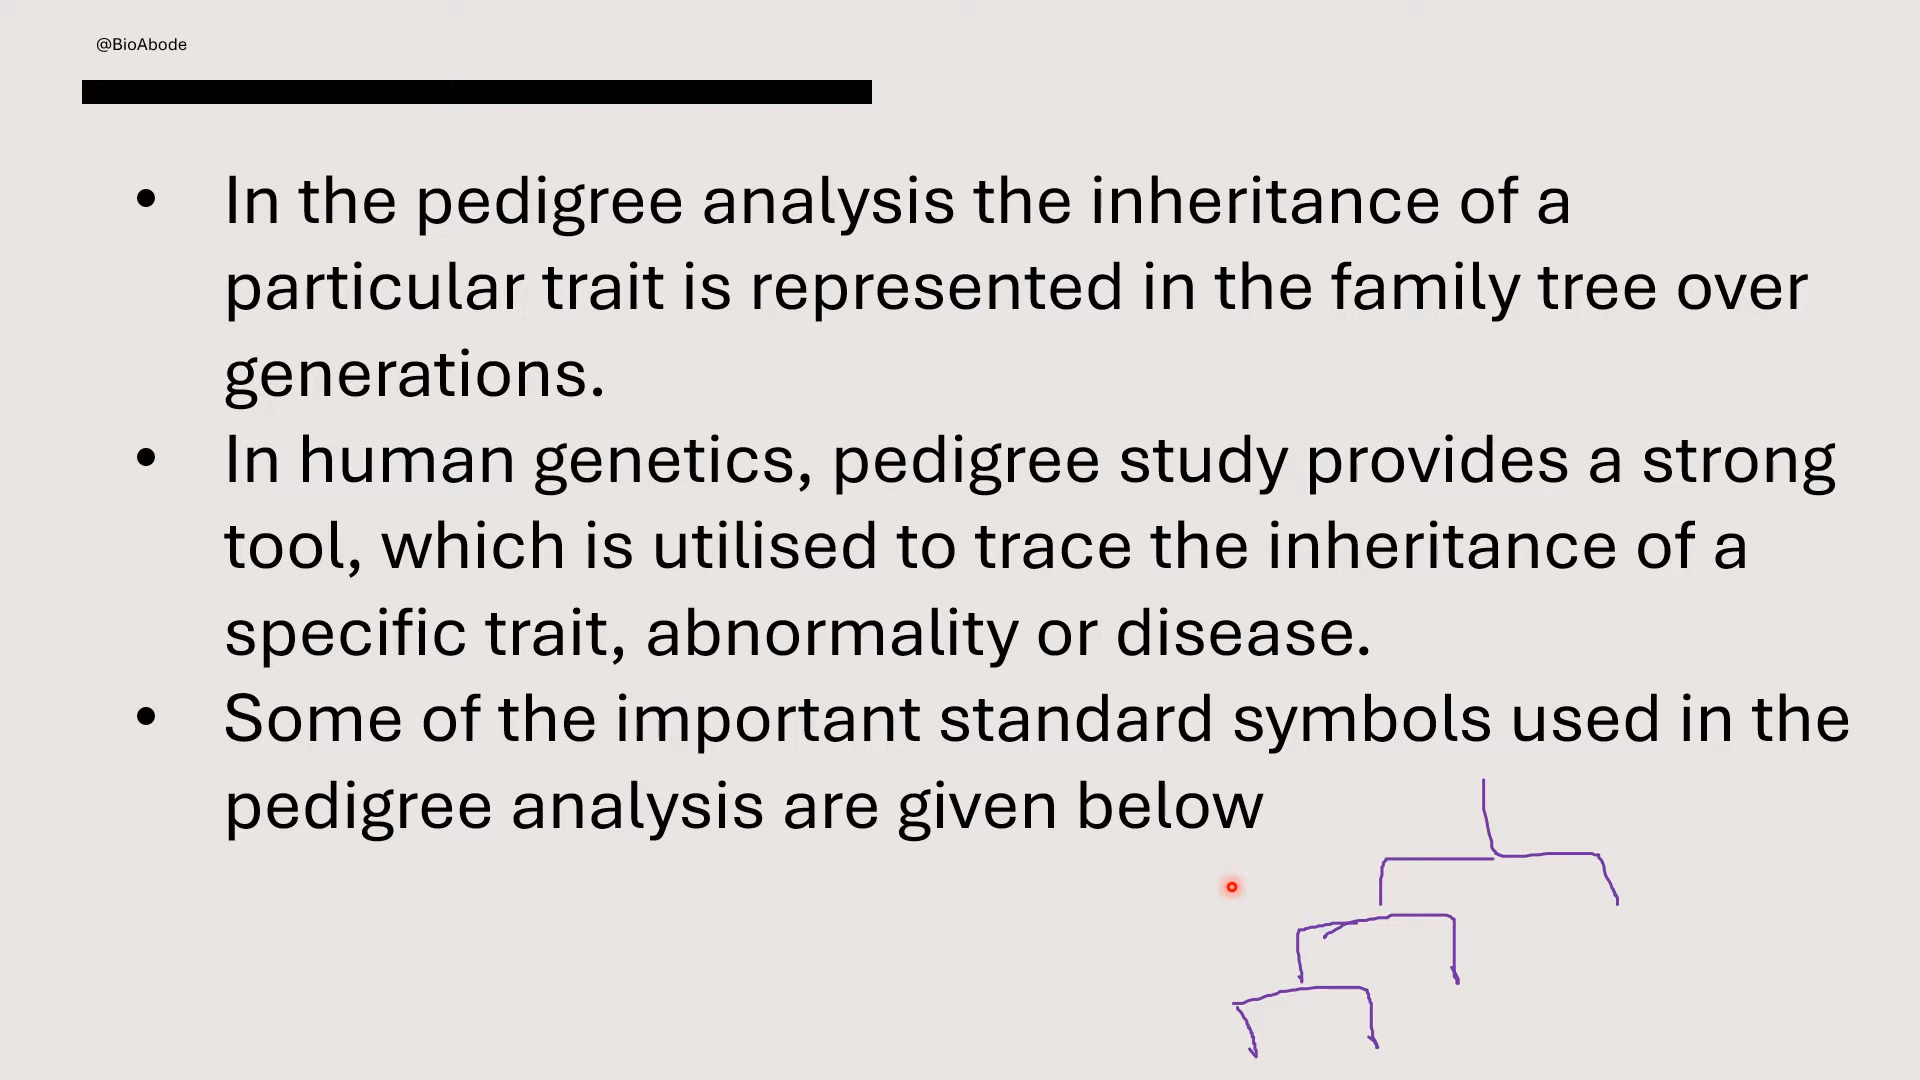 @BioAbode
• In the pedigree analysis the inheritance of a
particular trait is represented in the family tree over
generations.
• In human genetics, pedigree study provides a strong
tool, which is utilised to trace the inheritance of a
specific trait, abnormality or disease.
• Some of the important standard symbols used in the
pedigree analysis are given below